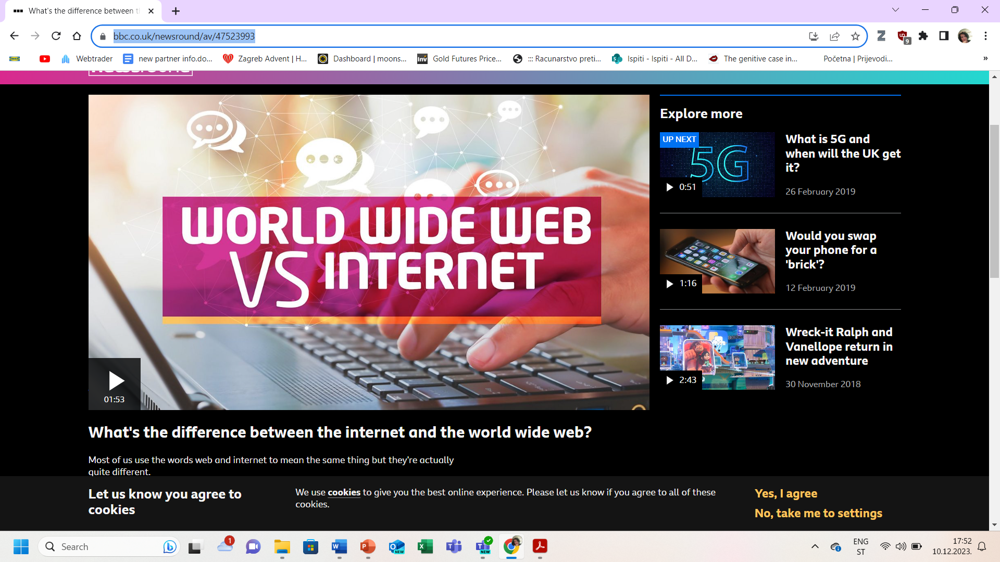 What's the difference between t
bbc.co.uk/newsround/av/47523993
9
Webtrader
new partner info.do...
Zagreb Advent | H...
Dashboard | moons...
Inv
Gold Futures Price...
::: Racunarstvo preti...
Ispiti - Ispiti - All D...
The genitive case in...
Početna | Prijevodi...
»
newsround
WORLD WIDE WEB
VS INTERNET
01:53
What's the difference between the internet and the world wide web?
Most of us use the words web and internet to mean the same thing but they're actually
quite different.
Explore more
UP NEXT
5G
0:51
What is 5G and
when will the UK get
it?
26 February 2019
1:16
Would you swap
your phone for a
'brick'?
12 February 2019
2:43
Wreck-it Ralph and
Vanellope return in
new adventure
30 November 2018
Let us know you agree to
cookies
We use cookies to give you the best online experience. Please let us know if you agree to all of these
cookies.
Yes, I agree
No, take me to settings
Search
1
NEW
NEW
ENG
ST
17:52
10.12.2023.